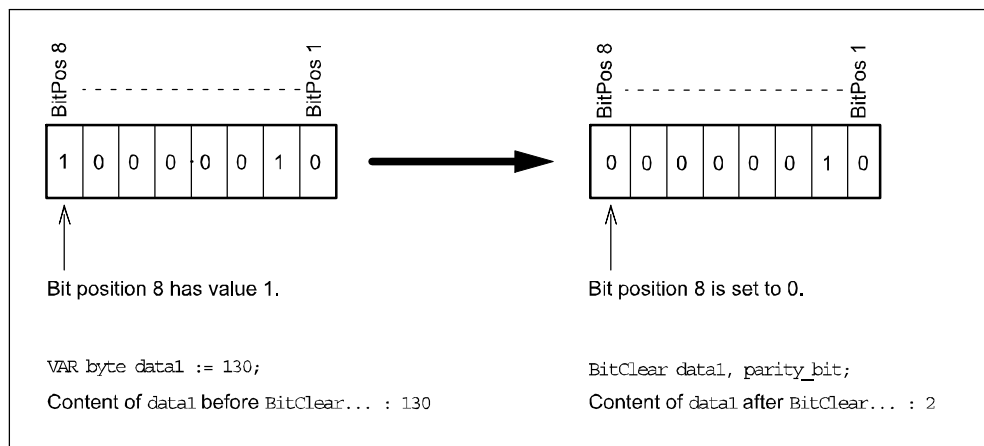 BitPos 8
BitPos 1
BitPos 8
BitPos 1
1 0 0 0 0 0 1 0
0 0 0 0 0 0 1 0
Bit position 8 has value 1.
Bit position 8 is set to 0.
VAR byte data1 := 130;
BitClear data1, parity_bit;
Content of data1 before BitClear... : 130
Content of data1 after BitClear... : 2